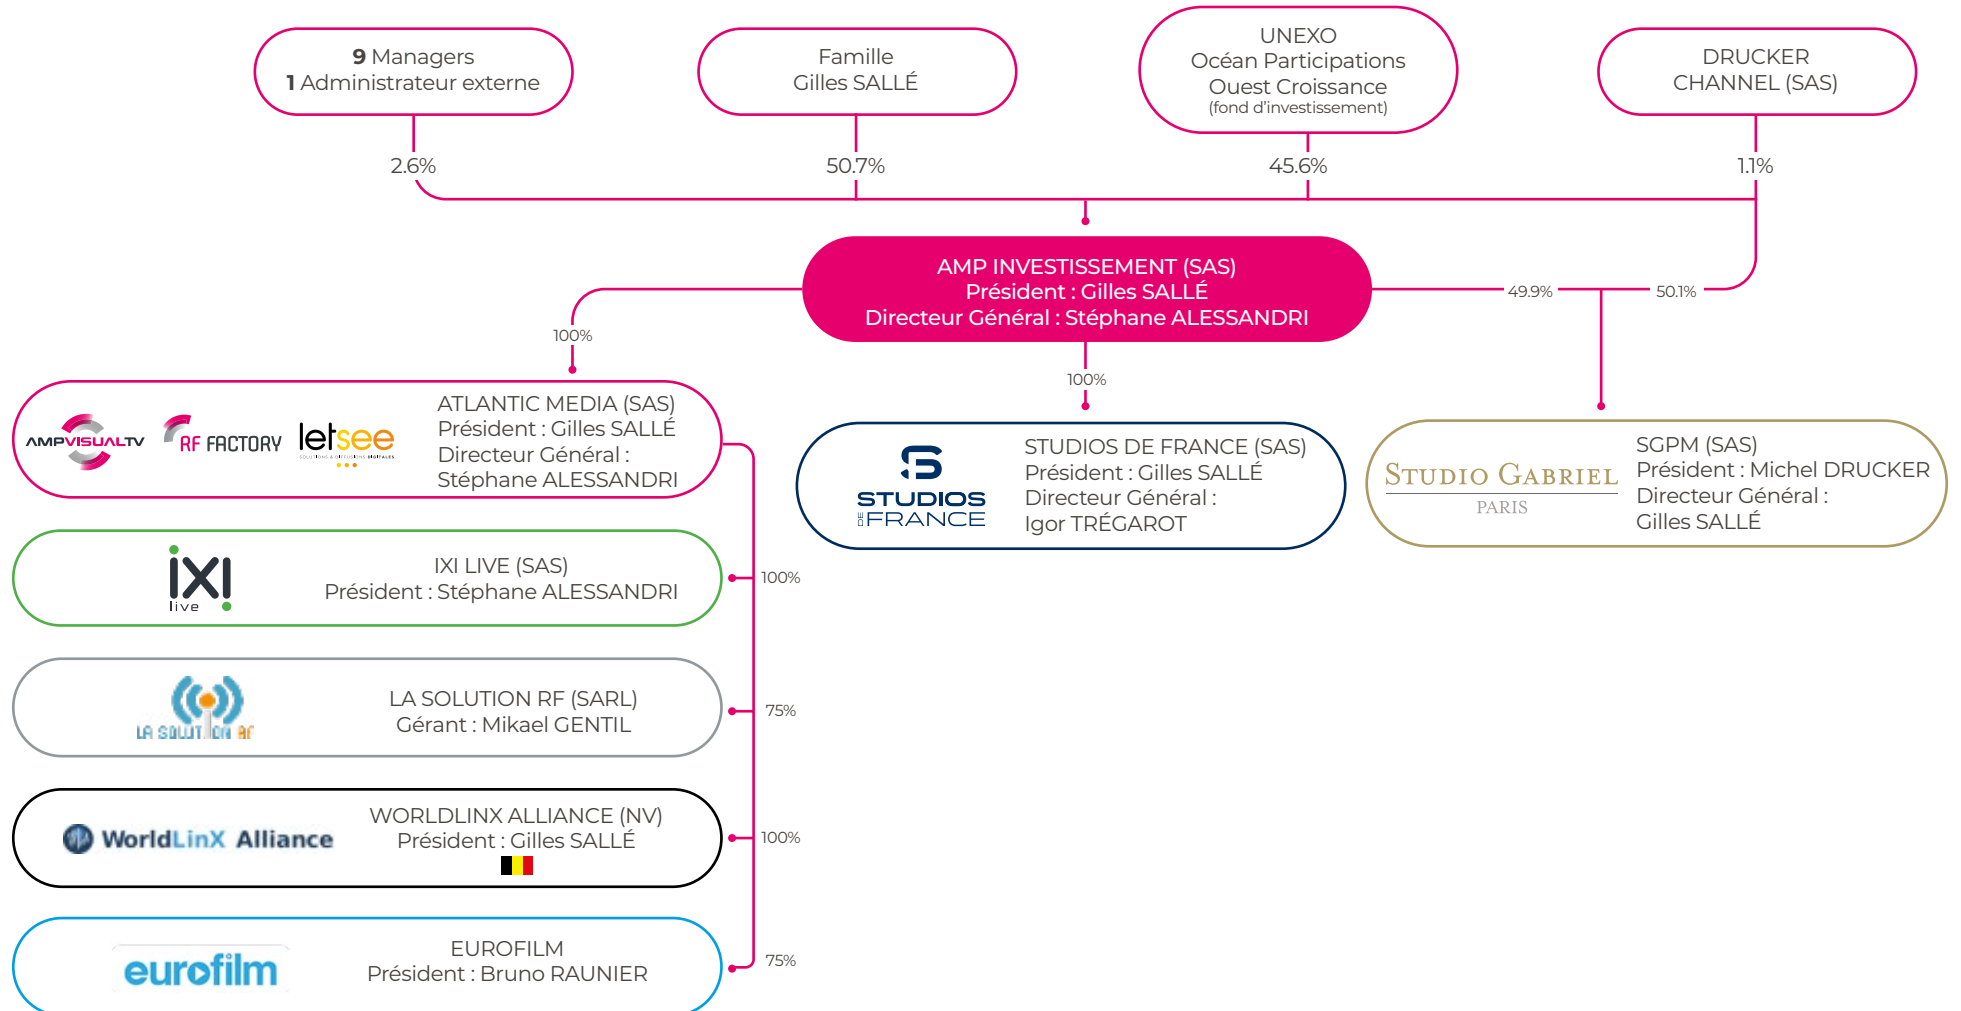 9 Managers
1 Administrateur externe
Famille
Gilles SALLÉ
UNEXO
Océan Participations
Ouest Croissance
(fond d'investissement)
DRUCKER
CHANNEL (SAS)
2.6%
50.7%
45.6%
1.1%
AMP INVESTISSEMENT (SAS)
Président : Gilles SALLÉ
Directeur Général : Stéphane ALESSANDRI
49.9%
50.1%
100%
100%
AMPVISUALTV
RF FACTORY
letsee
SOLUTIONS & DIFFUSIONS DIGITALES
ATLANTIC MEDIA (SAS)
Président : Gilles SALLÉ
Directeur Général :
Stéphane ALESSANDRI
STUDIOS
DE FRANCE
STUDIOS DE FRANCE (SAS)
Président : Gilles SALLÉ
Directeur Général :
Igor TRÉGAROT
STUDIO GABRIEL
PARIS
SGPM (SAS)
Président : Michel DRUCKER
Directeur Général :
Gilles SALLÉ
ixi
live
IXI LIVE (SAS)
Président : Stéphane ALESSANDRI
100%
LA SOLUTION RF
LA SOLUTION RF (SARL)
Gérant : Mikael GENTIL
75%
WorldLinX Alliance
WORLDLINX ALLIANCE (NV)
Président : Gilles SALLÉ
100%
eurofilm
EUROFILM
Président : Bruno RAUNIER
75%